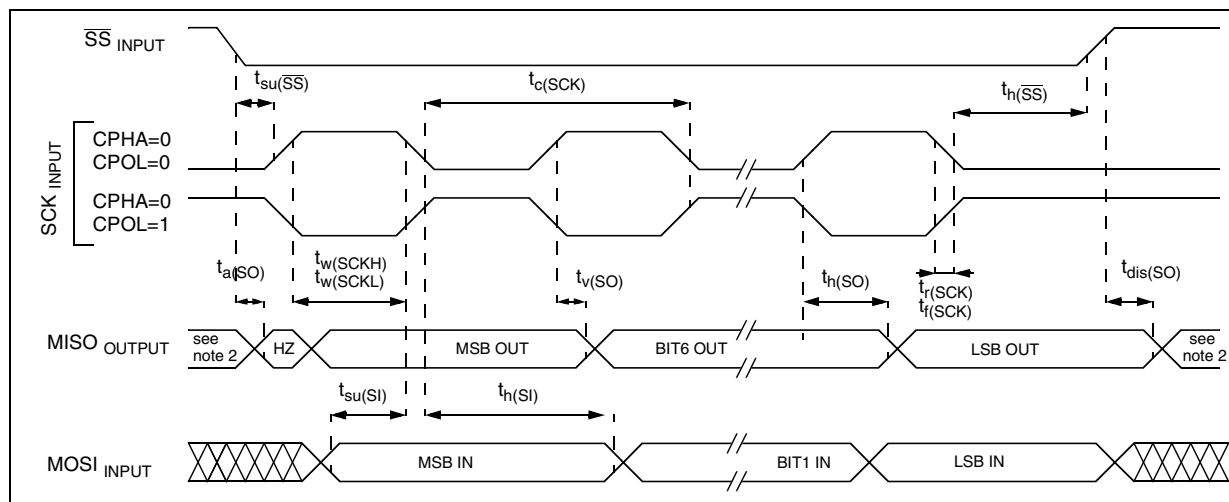 SS INPUT
tsu(SS)
tc(SCK)
th(SS)
SCK INPUT
CPHA=0
CPOL=0
CPHA=0
CPOL=1
ta(SO)
tw(SCKH)
tw(SCKL)
tv(SO)
th(SO)
tr(SCK)
tf(SCK)
tdis(SO)
MISO OUTPUT
see
note 2
HZ
MSB OUT
BIT6 OUT
LSB OUT
see
note 2
tsu(SI)
th(SI)
MOSI INPUT
MSB IN
BIT1 IN
LSB IN